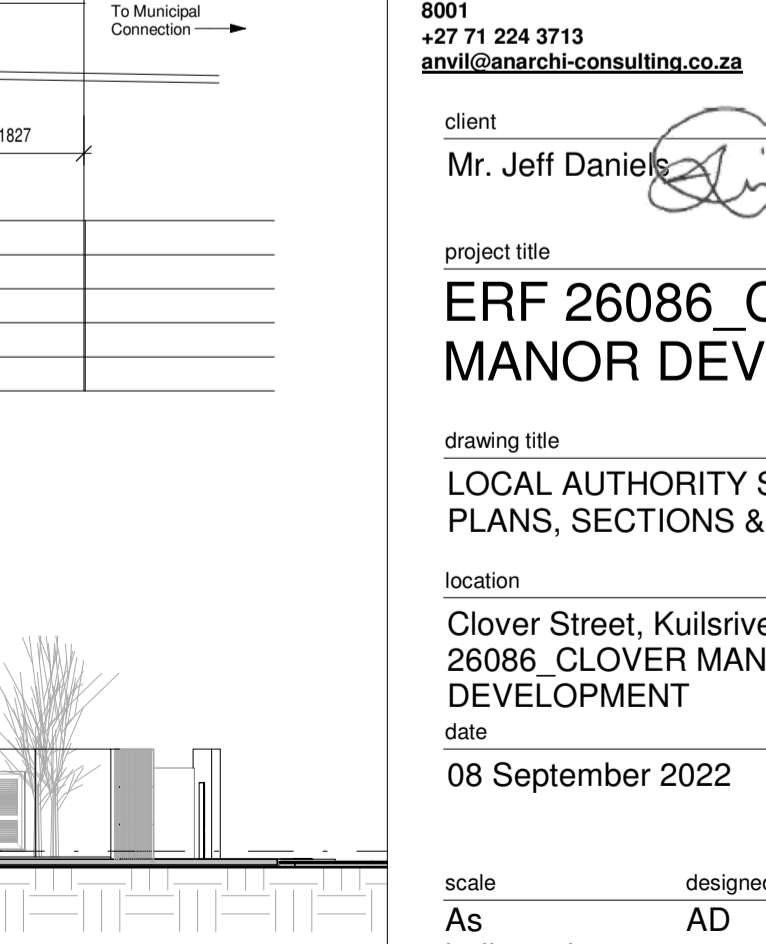 To Municipal
Connection
1827
8001
+27 71 224 3713
anvil@anarchi-consulting.co.za
client
Mr. Jeff Daniels
project title
ERF 26086_C
MANOR DEV
drawing title
LOCAL AUTHORITY S
PLANS, SECTIONS &
location
Clover Street, Kuilsrive
26086_CLOVER MAN
DEVELOPMENT
date
08 September 2022
scale designed
As AD